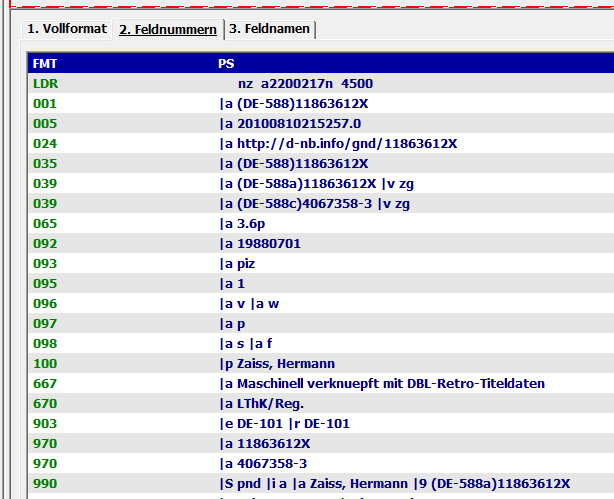 1. Vollformat 2. Feldnummern 3. Feldnamen
FMT PS
LDR nz a2200217n 4500
001 |a (DE-588)11863612X
005 |a 20100810215257.0
024 |a http://d-nb.info/gnd/11863612X
035 |a (DE-588)11863612X
039 |a (DE-588a)11863612X |v zg
039 |a (DE-588c)4067358-3 |v zg
065 |a 3.6p
092 |a 19880701
093 |a piz
095 |a 1
096 |a v |a w
097 |a p
098 |a s |a f
100 |p Zaiss, Hermann
667 |a Maschinell verknuepft mit DBL-Retro-Titeldaten
670 |a LThK/Reg.
903 |e DE-101 |r DE-101
970 |a 11863612X
970 |a 4067358-3
990 |S pnd |i a |a Zaiss, Hermann |9 (DE-588a)11863612X